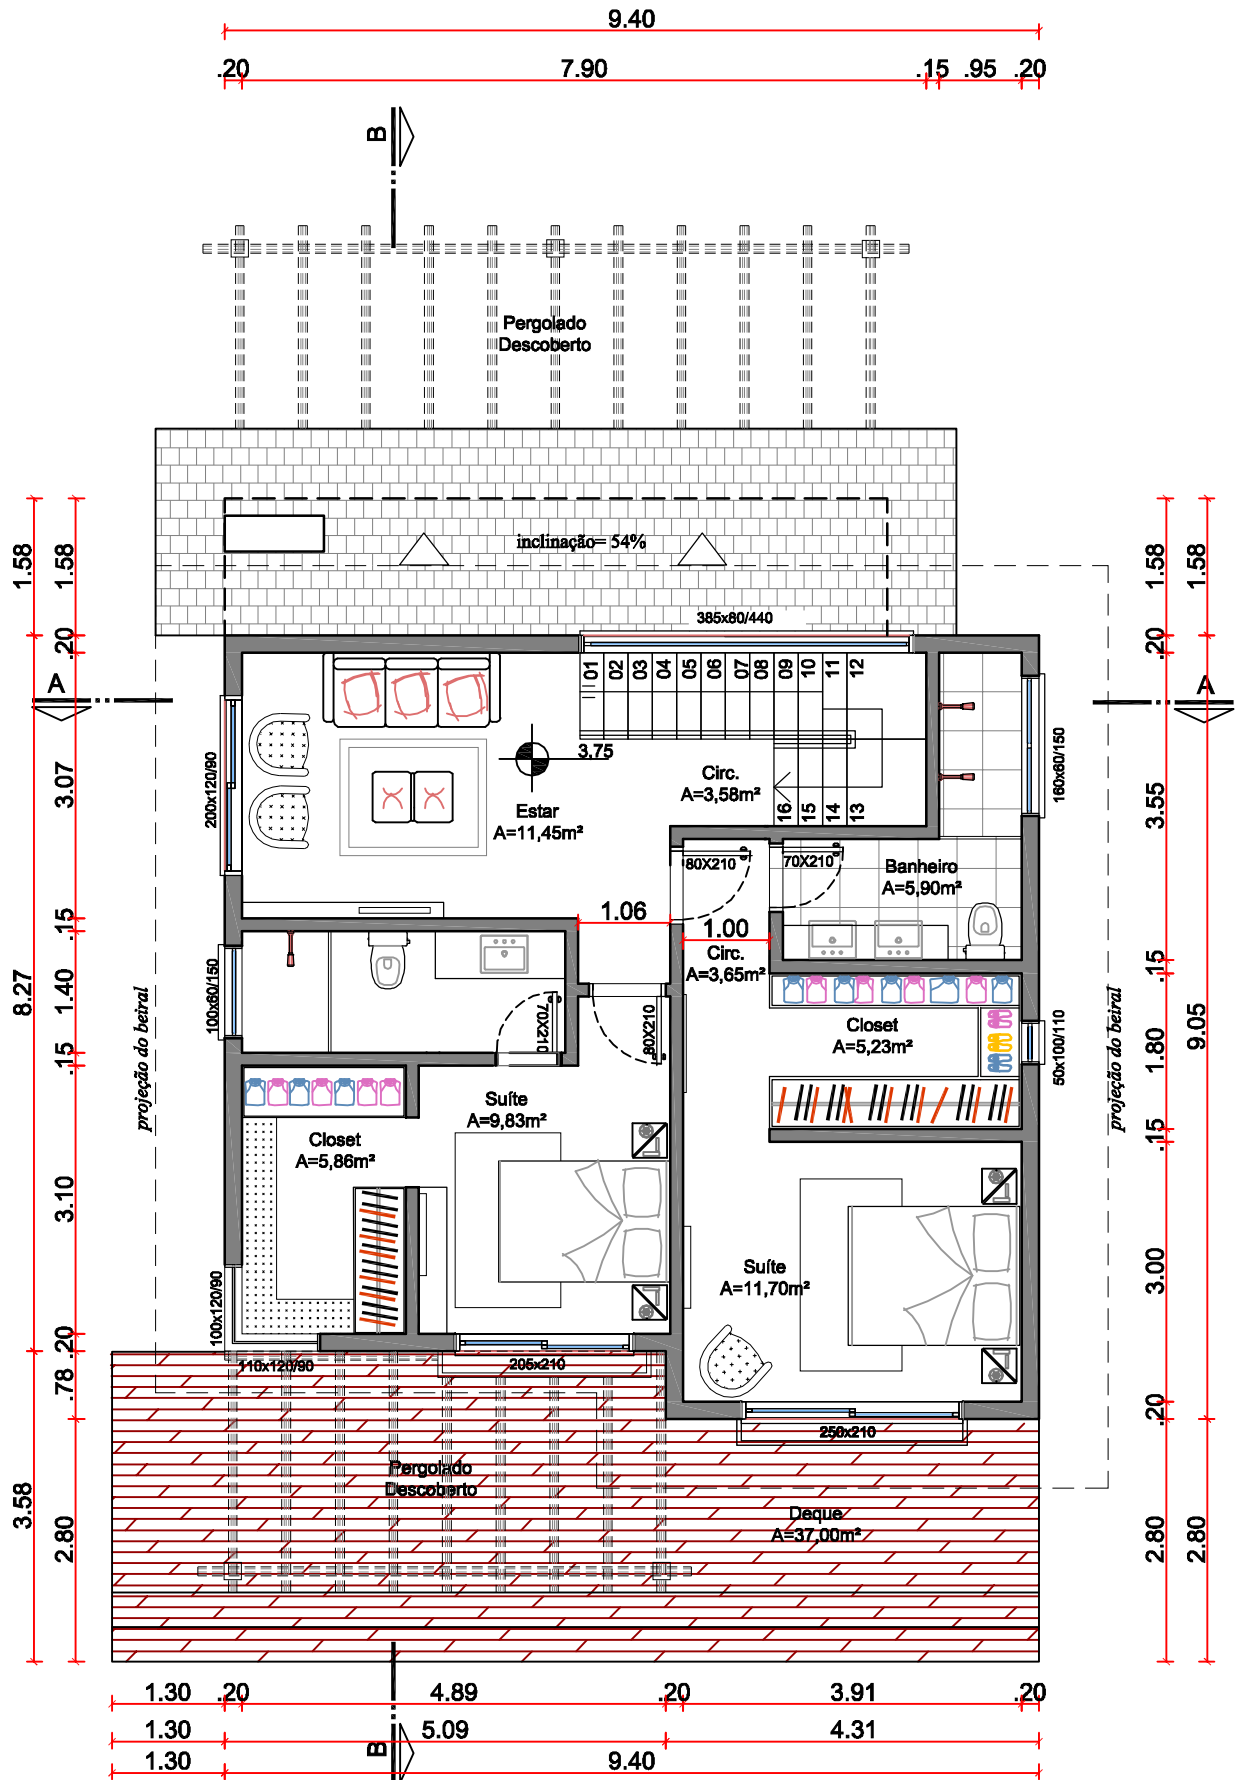 9.40
.20 7.90 .15 .95 .20
B
Pergolado
Descoberto
inclinação= 54%
385x80/440
1.58
1.58
1.58
1.58
.20
.20
A
A
01 02 03 04 05 06 07 08 09 10 11 12
3.75
16 15 14 13
Circ.
A=3,58m²
Estar
A=11,45m²
200x120/90
160x60/150
3.07
3.55
80X210
70X210
Banheiro
A=5,90m²
1.06
1.00
Circ.
A=3,65m²
.15
.15
100x60/150
70X210
80X210
1.40
8.27
9.05
1.80
Closet
A=5,23m²
50x100/110
projeção do beiral
projeção do beiral
.15
.15
Suíte
A=9,83m²
Closet
A=5,86m²
3.10
3.00
Suíte
A=11,70m²
100x120/90
110x120/90
205x210
250x210
.20
.78
.20
Pergolado
Descoberto
Deque
A=37,00m²
3.58
2.80
2.80
2.80
1.30 .20 4.89 .20 3.91 .20
1.30 5.09 4.31
B
1.30 9.40